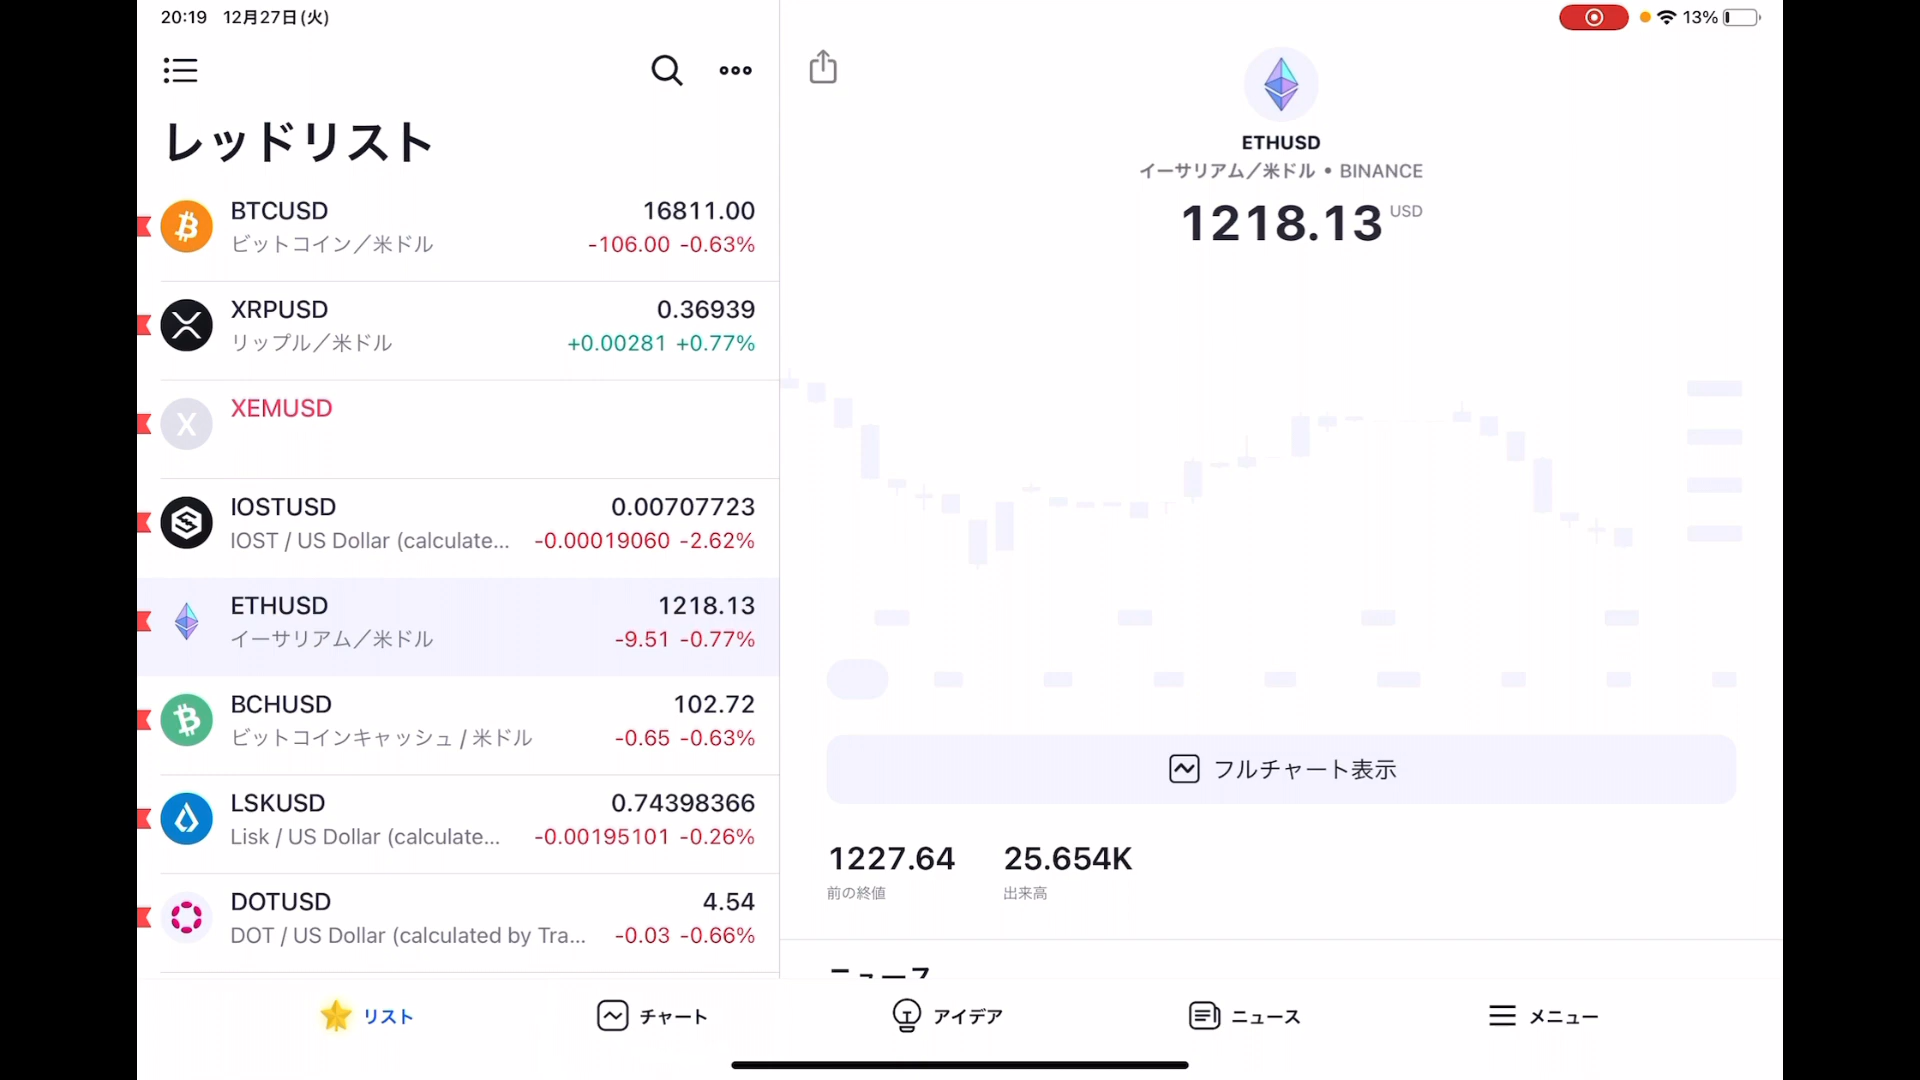 20:19 12月27日(火)
13%
レッドリスト
BTCUSD 16811.00
ビットコイン／米ドル -106.00 -0.63%
XRPUSD 0.36939
リップル／米ドル +0.00281 +0.77%
X XEMUSD
IOSTUSD 0.00707723
IOST / US Dollar (calculate... -0.00019060 -2.62%
ETHUSD 1218.13
イーサリアム／米ドル -9.51 -0.77%
BCHUSD 102.72
ビットコインキャッシュ / 米ドル -0.65 -0.63%
LSKUSD 0.74398366
Lisk / US Dollar (calculate... -0.00195101 -0.26%
DOTUSD 4.54
DOT / US Dollar (calculated by Tra... -0.03 -0.66%
ETHUSD
イーサリアム／米ドル • BINANCE
1218.13 USD
フルチャート表示
1227.64 25.654K
前の終値 出来高
ニュース
リスト チャート アイデア ニュース メニュー